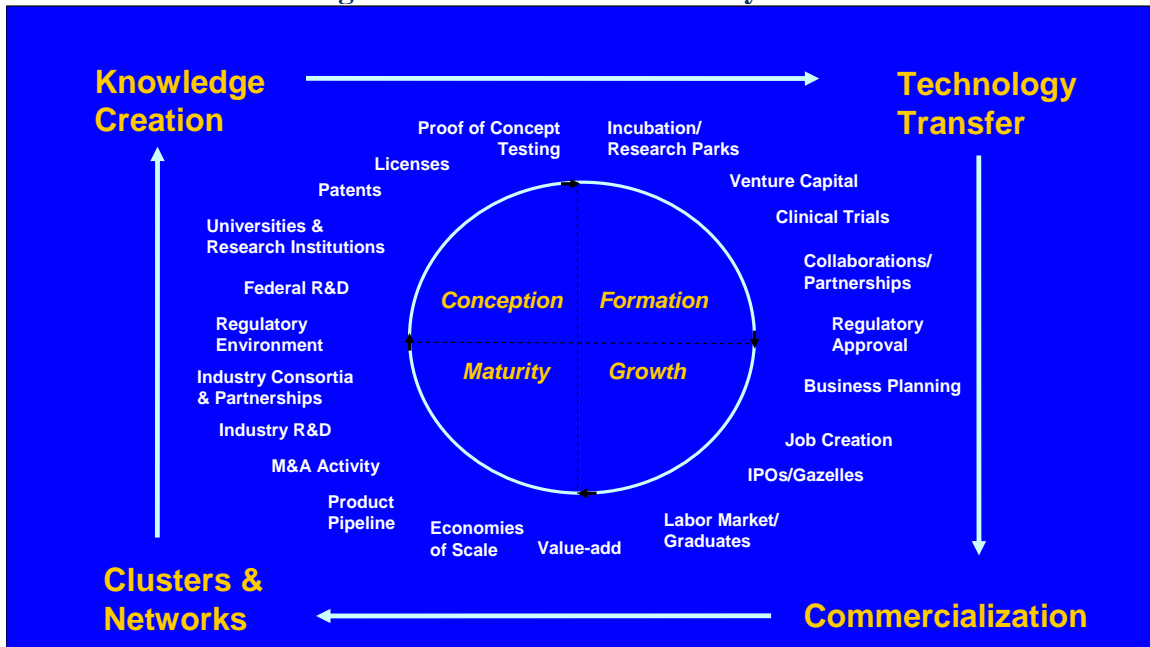 Knowledge
Creation
Technology
Transfer
Proof of Concept
Testing
Incubation/
Research Parks
Licenses
Venture Capital
Patents
Clinical Trials
Universities &
Research Institutions
Collaborations/
Partnerships
Federal R&D
Conception
Formation
Regulatory
Environment
Regulatory
Approval
Maturity
Growth
Industry Consortia
& Partnerships
Business Planning
Industry R&D
Job Creation
M&A Activity
IPOs/Gazelles
Product
Pipeline
Economies
of Scale
Value-add
Labor Market/
Graduates
Clusters &
Networks
Commercialization